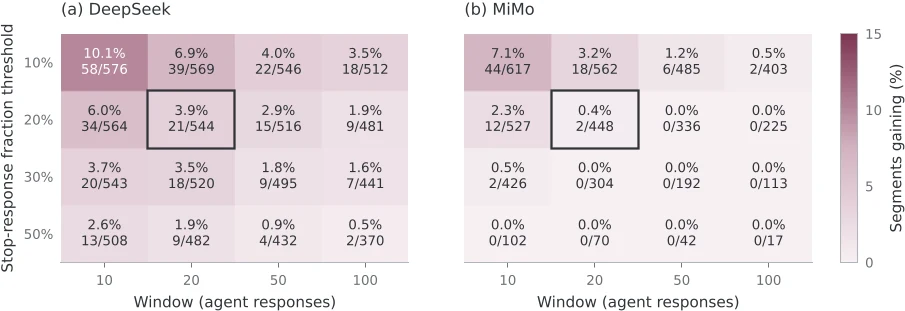 (a) DeepSeek
(b) MiMo
Stop-response fraction threshold
10%
20%
30%
50%
10.1% 6.9% 4.0% 3.5%
58/576 39/569 22/546 18/512
6.0% 3.9% 2.9% 1.9%
34/564 21/544 15/516 9/481
3.7% 3.5% 1.8% 1.6%
20/543 18/520 9/495 7/441
2.6% 1.9% 0.9% 0.5%
13/508 9/482 4/432 2/370
10 20 50 100
Window (agent responses)
7.1% 3.2% 1.2% 0.5%
44/617 18/562 6/485 2/403
2.3% 0.4% 0.0% 0.0%
12/527 2/448 0/336 0/225
0.5% 0.0% 0.0% 0.0%
2/426 0/304 0/192 0/113
0.0% 0.0% 0.0% 0.0%
0/102 0/70 0/42 0/17
10 20 50 100
Window (agent responses)
15
10
5
0
Segments gaining (%)